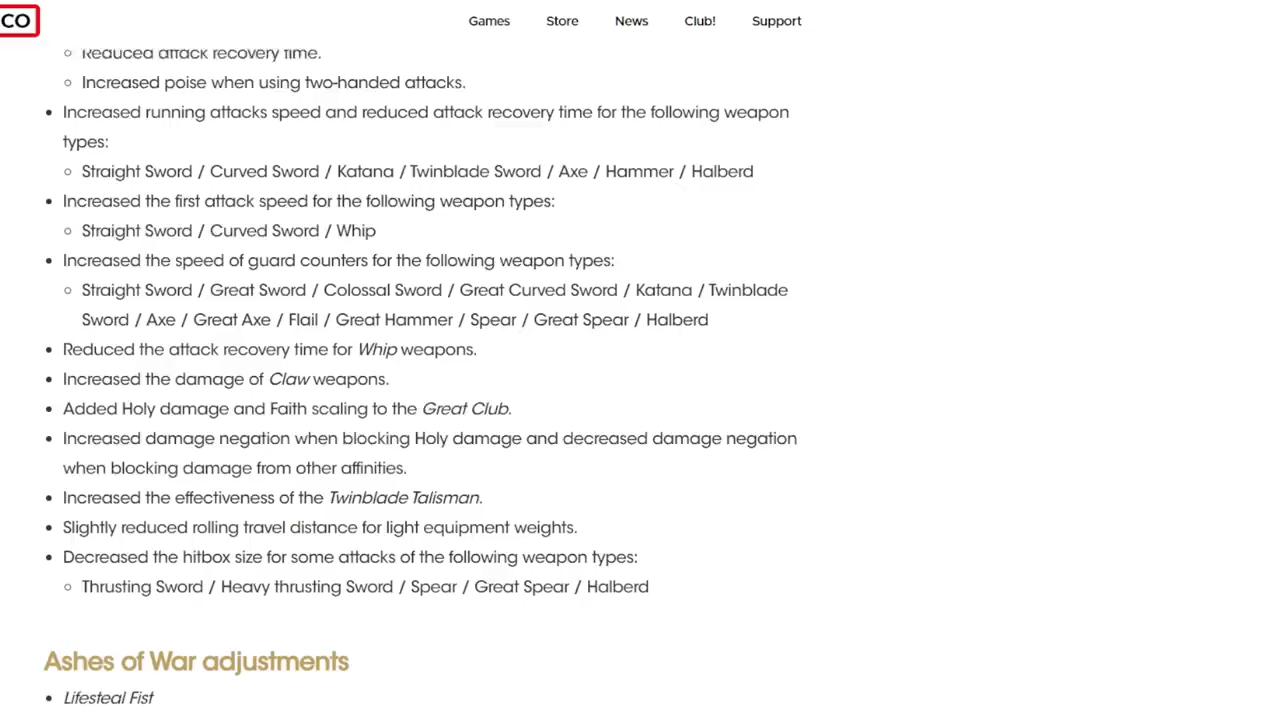 CO
Games Store News Club! Support
Reduced attack recovery time.
Increased poise when using two-handed attacks.
Increased running attacks speed and reduced attack recovery time for the following weapon
types:
Straight Sword / Curved Sword / Katana / Twinblade Sword / Axe / Hammer / Halberd
Increased the first attack speed for the following weapon types:
Straight Sword / Curved Sword / Whip
Increased the speed of guard counters for the following weapon types:
Straight Sword / Great Sword / Colossal Sword / Great Curved Sword / Katana / Twinblade
Sword / Axe / Great Axe / Flail / Great Hammer / Spear / Great Spear / Halberd
Reduced the attack recovery time for Whip weapons.
Increased the damage of Claw weapons.
Added Holy damage and Faith scaling to the Great Club.
Increased damage negation when blocking Holy damage and decreased damage negation
when blocking damage from other affinities.
Increased the effectiveness of the Twinblade Talisman.
Slightly reduced rolling travel distance for light equipment weights.
Decreased the hitbox size for some attacks of the following weapon types:
Thrusting Sword / Heavy thrusting Sword / Spear / Great Spear / Halberd
Ashes of War adjustments
Lifesteal Fist